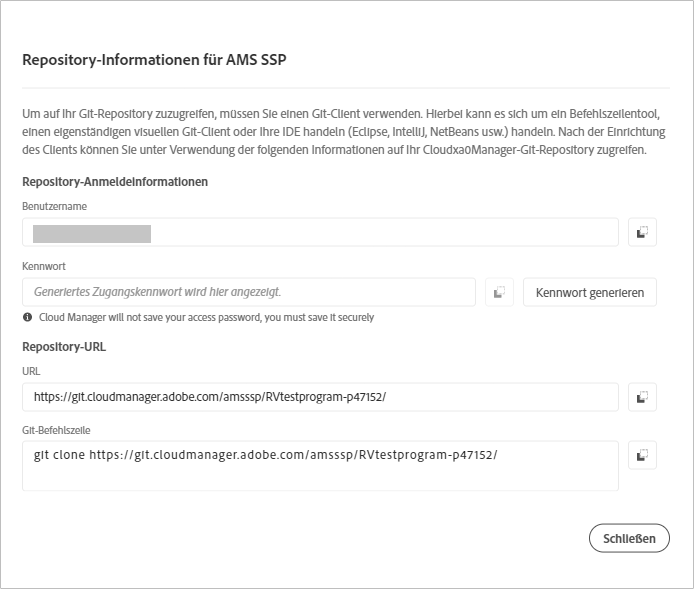 Repository-Informationen für AMS SSP
Um auf Ihr Git-Repository zuzugreifen, müssen Sie einen Git-Client verwenden. Hierbei kann es sich um ein Befehlszeilentool,
einen eigenständigen visuellen Git-Client oder Ihre IDE handeln (Eclipse, IntelliJ, NetBeans usw.) handeln. Nach der Einrichtung
des Clients können Sie unter Verwendung der folgenden Informationen auf Ihr Cloudxa0Manager-Git-Repository zugreifen.
Repository-Anmeldeinformationen
Benutzername
Kennwort
Generiertes Zugangskennwort wird hier angezeigt.
Kennwort generieren
Cloud Manager will not save your access password, you must save it securely
Repository-URL
URL
https://git.cloudmanager.adobe.com/amsssp/RVtestprogram-p47152/
Git-Befehlszeile
git clone https://git.cloudmanager.adobe.com/amsssp/RVtestprogram-p47152/
Schließen